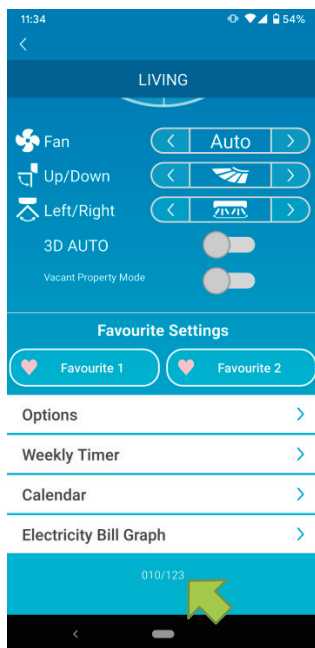 11:34 54%
LIVING
Fan Auto
Up/Down
Left/Right
3D AUTO
Vacant Property Mode
Favourite Settings
Favourite 1 Favourite 2
Options
Weekly Timer
Calendar
Electricity Bill Graph
010/123